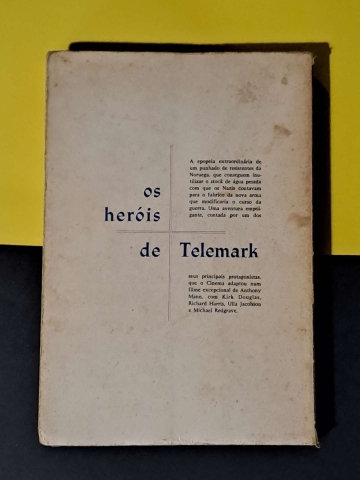 A epopeia extraordinária de
um punhado de resistentes da
Noruega, que conseguem inu-
tilizar o stock de água pesada
com que os Nazis contavam
para o fabrico da nova arma
que modificaria o curso da
guerra. Uma aventura empol-
gante, contada por um dos
os
heróis
de Telemark
seus principais protagonistas,
que o Cinema adaptou num
filme excepcional de Anthony
Mann, com Kirk Douglas,
Richard Harris, Ulla Jacobsson
e Michael Redgrave.